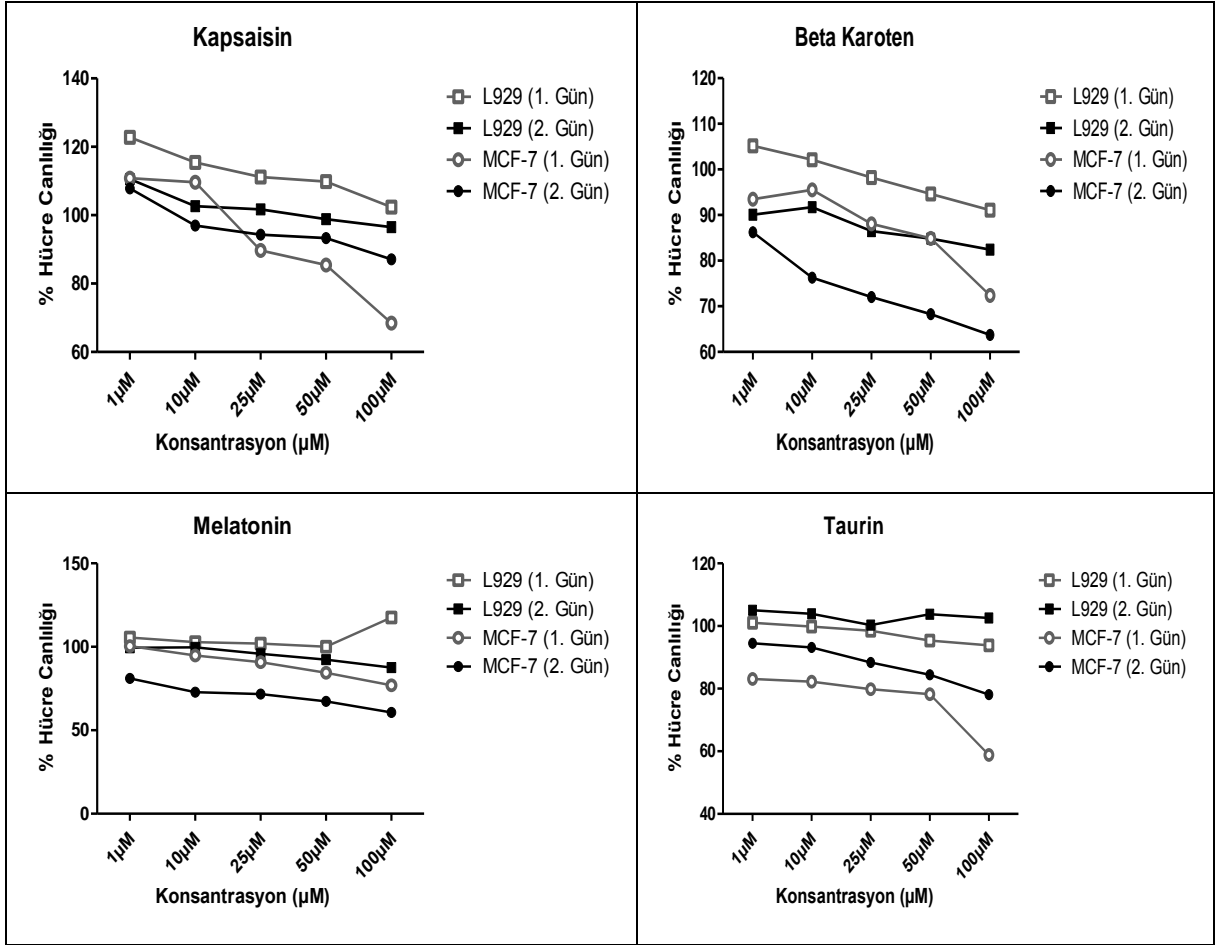 Kapsaisin
140
120
100
80
60
% Hücre Canlılığı
1µM
10µM
25µM
50µM
100µM
Konsantrasyon (µM)
L929 (1. Gün)
L929 (2. Gün)
MCF-7 (1. Gün)
MCF-7 (2. Gün)
Beta Karoten
120
110
100
90
80
70
60
% Hücre Canlılığı
1µM
10µM
25µM
50µM
100µM
Konsantrasyon (µM)
L929 (1. Gün)
L929 (2. Gün)
MCF-7 (1. Gün)
MCF-7 (2. Gün)
Melatonin
150
100
50
0
% Hücre Canlılığı
1µM
10µM
25µM
50µM
100µM
Konsantrasyon (µM)
L929 (1. Gün)
L929 (2. Gün)
MCF-7 (1. Gün)
MCF-7 (2. Gün)
Taurin
120
100
80
60
40
% Hücre Canlılığı
1µM
10µM
25µM
50µM
100µM
Konsantrasyon (µM)
L929 (1. Gün)
L929 (2. Gün)
MCF-7 (1. Gün)
MCF-7 (2. Gün)